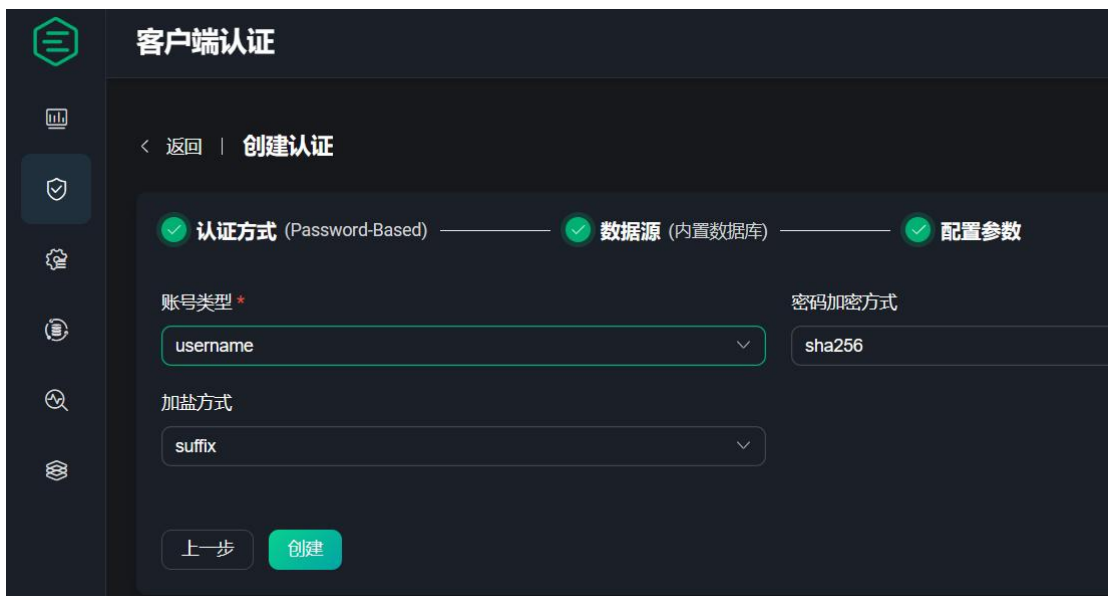 客户端认证
返回 | 创建认证
认证方式 (Password-Based) 数据源 (内置数据库) 配置参数
账号类型 * 密码加密方式
username sha256
加盐方式
suffix
上一步 创建